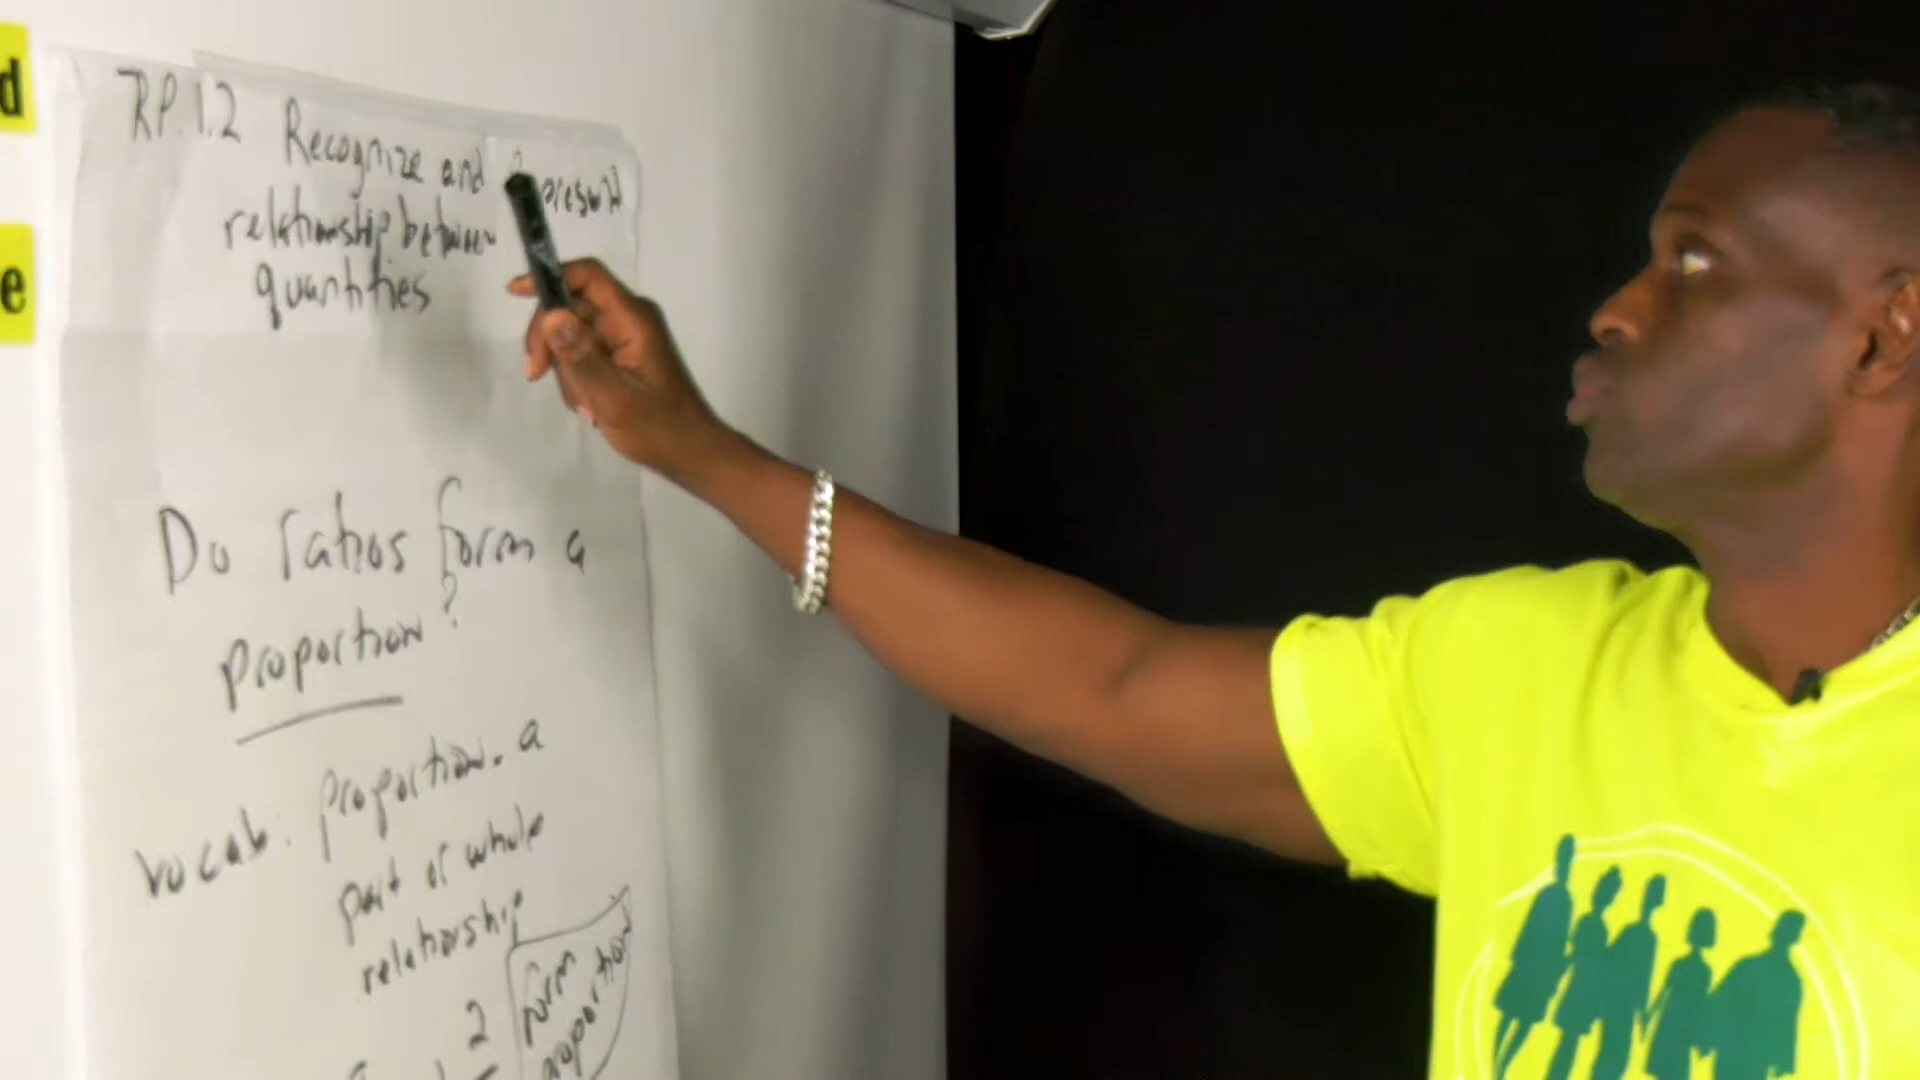 d
e
RP.1.2 Recognize and represent
relationship between
quantities
Do ratios form a
proportion?
vocab: proportion. a
part or whole
relationship
form
proportion
2